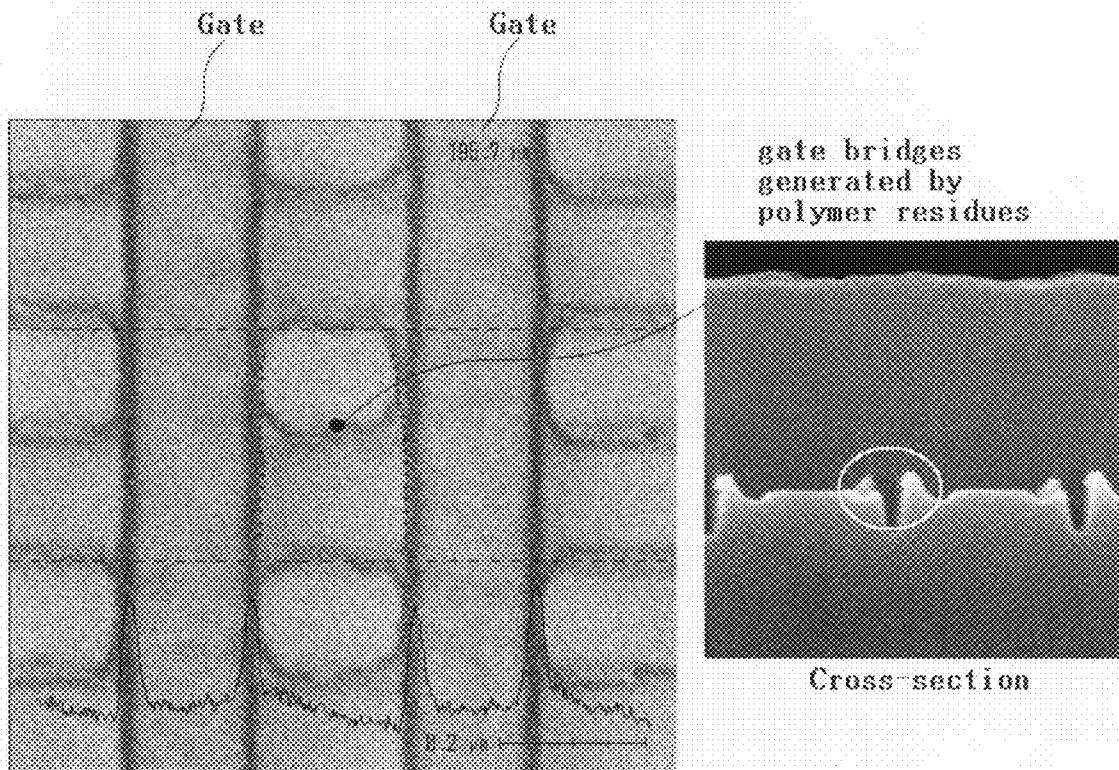 Gate
Gate
gate bridges
generated by
polymer residues
Cross-section